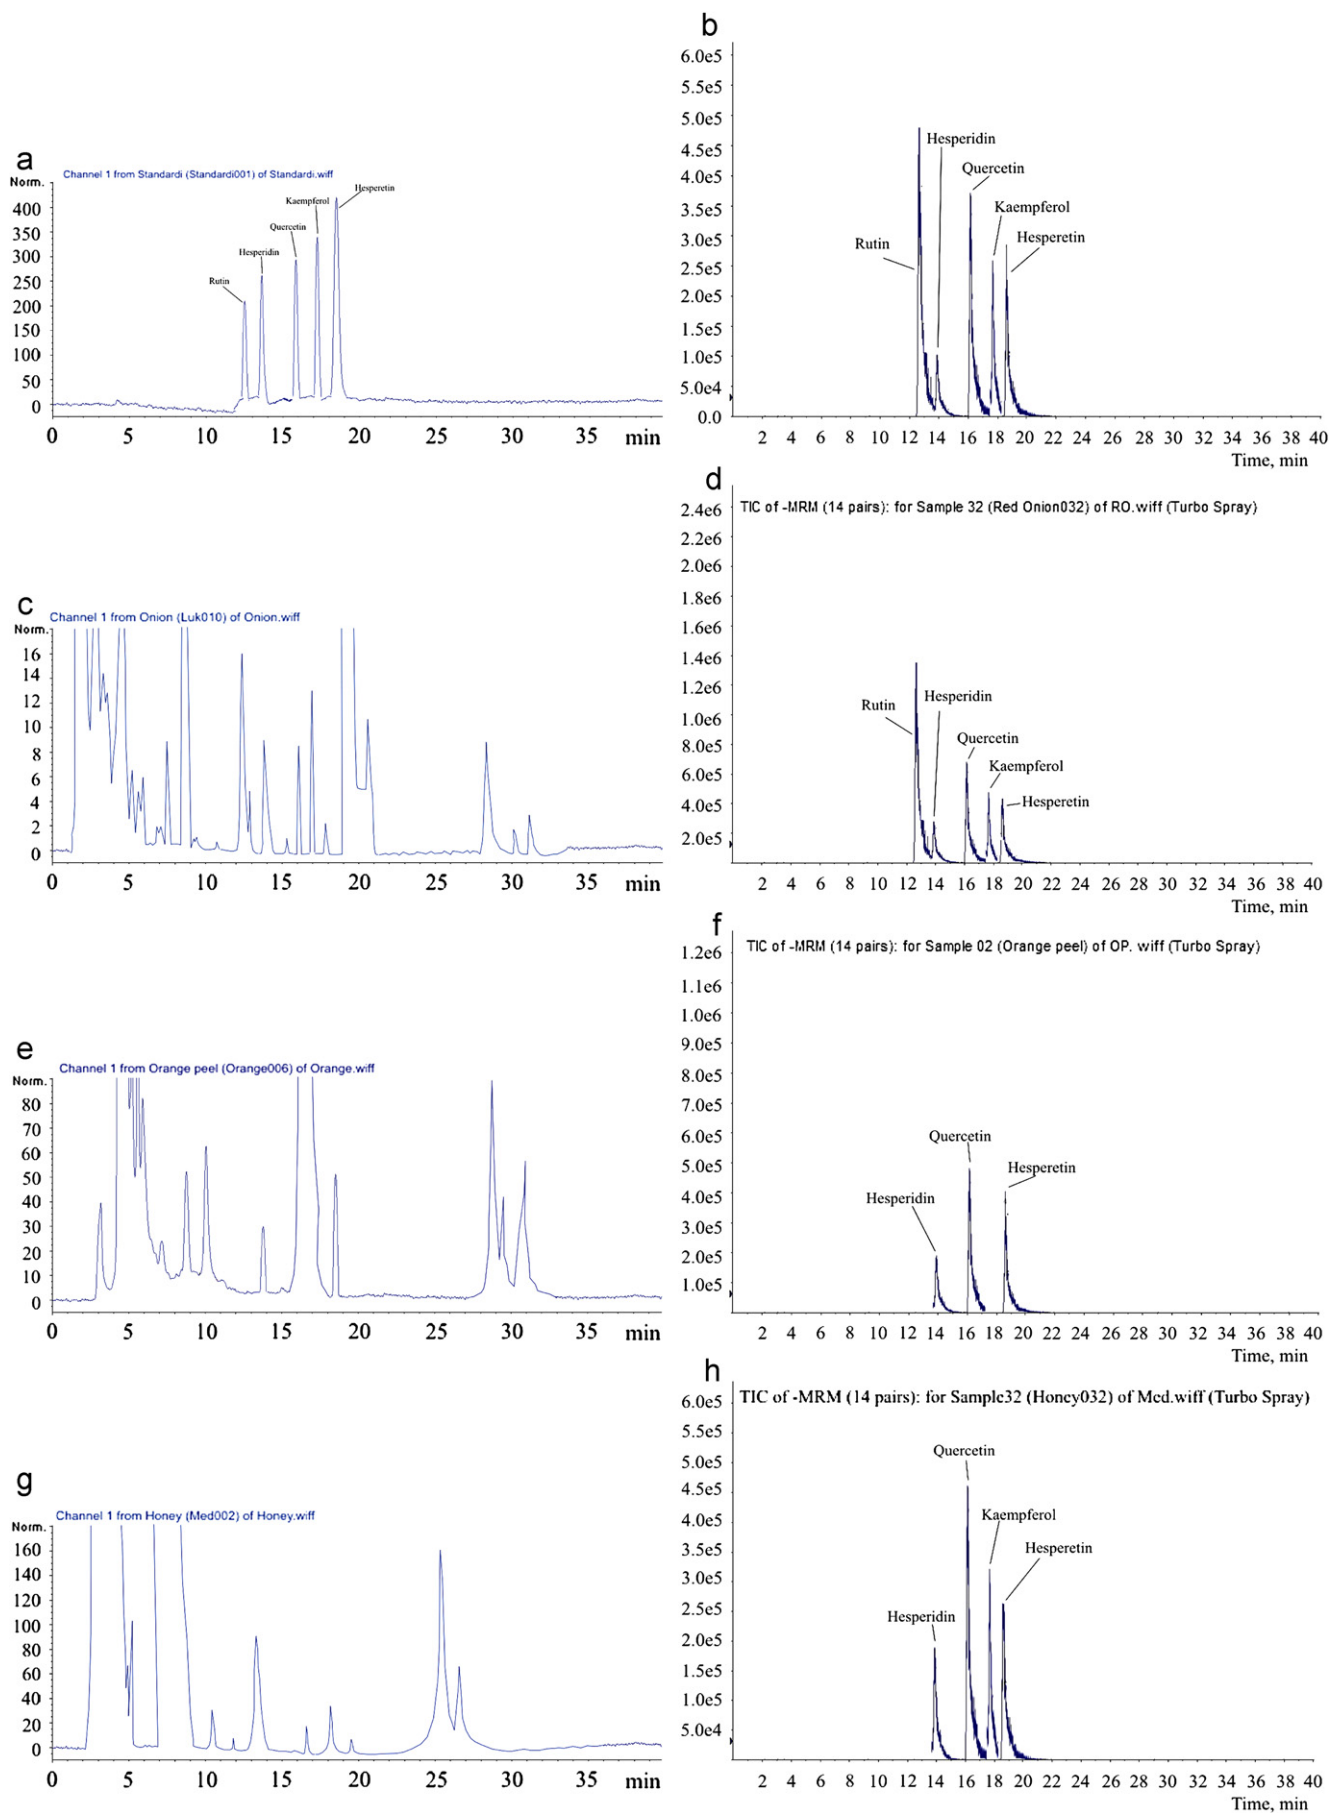 a
Channel 1 from Standardi (Standardi001) of Standardi.wiff
Norm.
400
350
300
250
200
150
100
50
0
Rutin
Hesperidin
Quercetin
Kaempferol
Hesperetin
0 5 10 15 20 25 30 35 min
b
6.0e5
5.5e5
5.0e5
4.5e5
4.0e5
3.5e5
3.0e5
2.5e5
2.0e5
1.5e5
1.0e5
5.0e4
0.0
Rutin
Hesperidin
Quercetin
Kaempferol
Hesperetin
2 4 6 8 10 12 14 16 18 20 22 24 26 28 30 32 34 36 38 40
Time, min
c
Channel 1 from Onion (Luk010) of Onion.wiff
Norm.
16
14
12
10
8
6
4
2
0
0 5 10 15 20 25 30 35 min
d
TIC of -MRM (14 pairs): for Sample 32 (Red Onion032) of RO.wiff (Turbo Spray)
2.4e6
2.2e6
2.0e6
1.8e6
1.6e6
1.4e6
1.2e6
1.0e6
8.0e5
6.0e5
4.0e5
2.0e5
Rutin
Hesperidin
Quercetin
Kaempferol
Hesperetin
2 4 6 8 10 12 14 16 18 20 22 24 26 28 30 32 34 36 38 40
Time, min
e
Channel 1 from Orange peel (Orange006) of Orange.wiff
Norm.
80
70
60
50
40
30
20
10
0
0 5 10 15 20 25 30 35 min
f
TIC of -MRM (14 pairs): for Sample 02 (Orange peel) of OP. wiff (Turbo Spray)
1.2e6
1.1e6
1.0e6
9.0e5
8.0e5
7.0e5
6.0e5
5.0e5
4.0e5
3.0e5
2.0e5
1.0e5
Hesperidin
Quercetin
Hesperetin
2 4 6 8 10 12 14 16 18 20 22 24 26 28 30 32 34 36 38 40
Time, min
g
Channel 1 from Honey (Med002) of Honey.wiff
Norm.
160
140
120
100
80
60
40
20
0
0 5 10 15 20 25 30 35 min
h
TIC of -MRM (14 pairs): for Sample32 (Honey032) of Med.wiff (Turbo Spray)
6.0e5
5.5e5
5.0e5
4.5e5
4.0e5
3.5e5
3.0e5
2.5e5
2.0e5
1.5e5
1.0e5
5.0e4
Hesperidin
Quercetin
Kaempferol
Hesperetin
2 4 6 8 10 12 14 16 18 20 22 24 26 28 30 32 34 36 38 40
Time, min